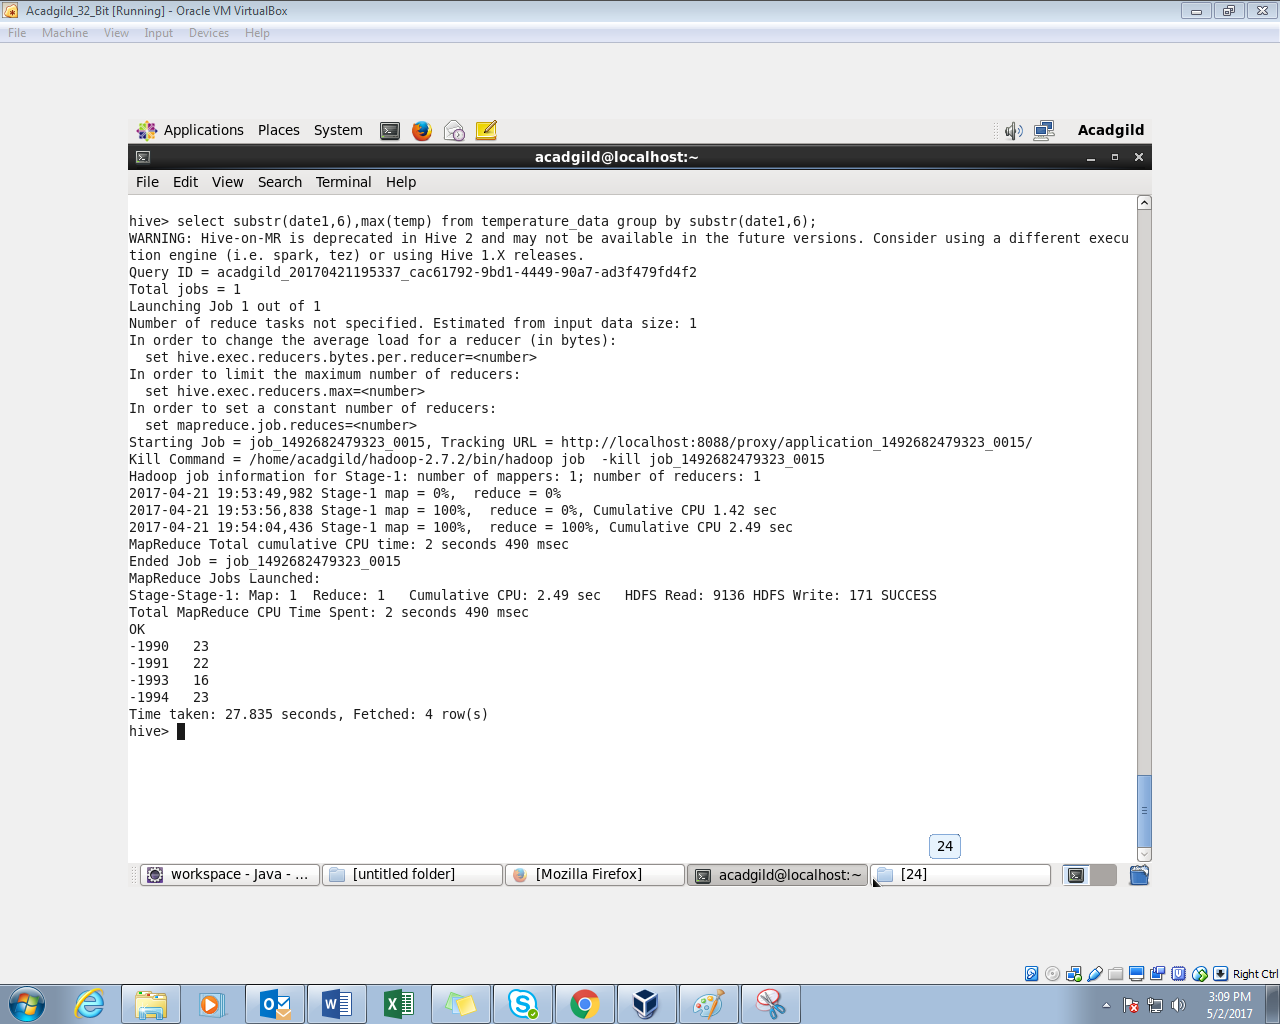 Acadgild_32_Bit [Running] - Oracle VM VirtualBox
File Machine View Input Devices Help
Applications Places System Acadgild
acadgild@localhost:~
File Edit View Search Terminal Help
hive> select substr(date1,6),max(temp) from temperature_data group by substr(date1,6);
WARNING: Hive-on-MR is deprecated in Hive 2 and may not be available in the future versions. Consider using a different execu
tion engine (i.e. spark, tez) or using Hive 1.X releases.
Query ID = acadgild_20170421195337_cac61792-9bd1-4449-90a7-ad3f479fd4f2
Total jobs = 1
Launching Job 1 out of 1
Number of reduce tasks not specified. Estimated from input data size: 1
In order to change the average load for a reducer (in bytes):
  set hive.exec.reducers.bytes.per.reducer=<number>
In order to limit the maximum number of reducers:
  set hive.exec.reducers.max=<number>
In order to set a constant number of reducers:
  set mapreduce.job.reduces=<number>
Starting Job = job_1492682479323_0015, Tracking URL = http://localhost:8088/proxy/application_1492682479323_0015/
Kill Command = /home/acadgild/hadoop-2.7.2/bin/hadoop job  -kill job_1492682479323_0015
Hadoop job information for Stage-1: number of mappers: 1; number of reducers: 1
2017-04-21 19:53:49,982 Stage-1 map = 0%,  reduce = 0%
2017-04-21 19:53:56,838 Stage-1 map = 100%,  reduce = 0%, Cumulative CPU 1.42 sec
2017-04-21 19:54:04,436 Stage-1 map = 100%,  reduce = 100%, Cumulative CPU 2.49 sec
MapReduce Total cumulative CPU time: 2 seconds 490 msec
Ended Job = job_1492682479323_0015
MapReduce Jobs Launched:
Stage-Stage-1: Map: 1  Reduce: 1   Cumulative CPU: 2.49 sec   HDFS Read: 9136 HDFS Write: 171 SUCCESS
Total MapReduce CPU Time Spent: 2 seconds 490 msec
OK
-1990   23
-1991   22
-1993   16
-1994   23
Time taken: 27.835 seconds, Fetched: 4 row(s)
hive>
24
workspace - Java - ... [untitled folder] [Mozilla Firefox] acadgild@localhost:~ [24]
Right Ctrl
3:09 PM
5/2/2017